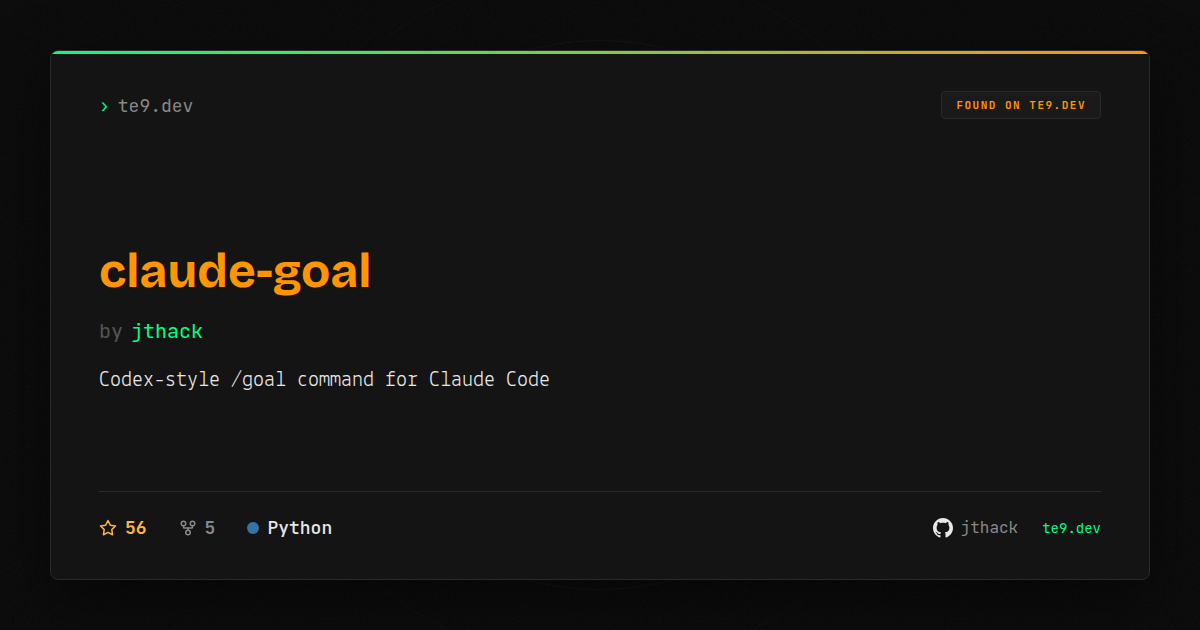 › te9.dev
FOUND ON TE9.DEV
claude-goal
by jthack
Codex-style /goal command for Claude Code
56 5 Python
jthack te9.dev